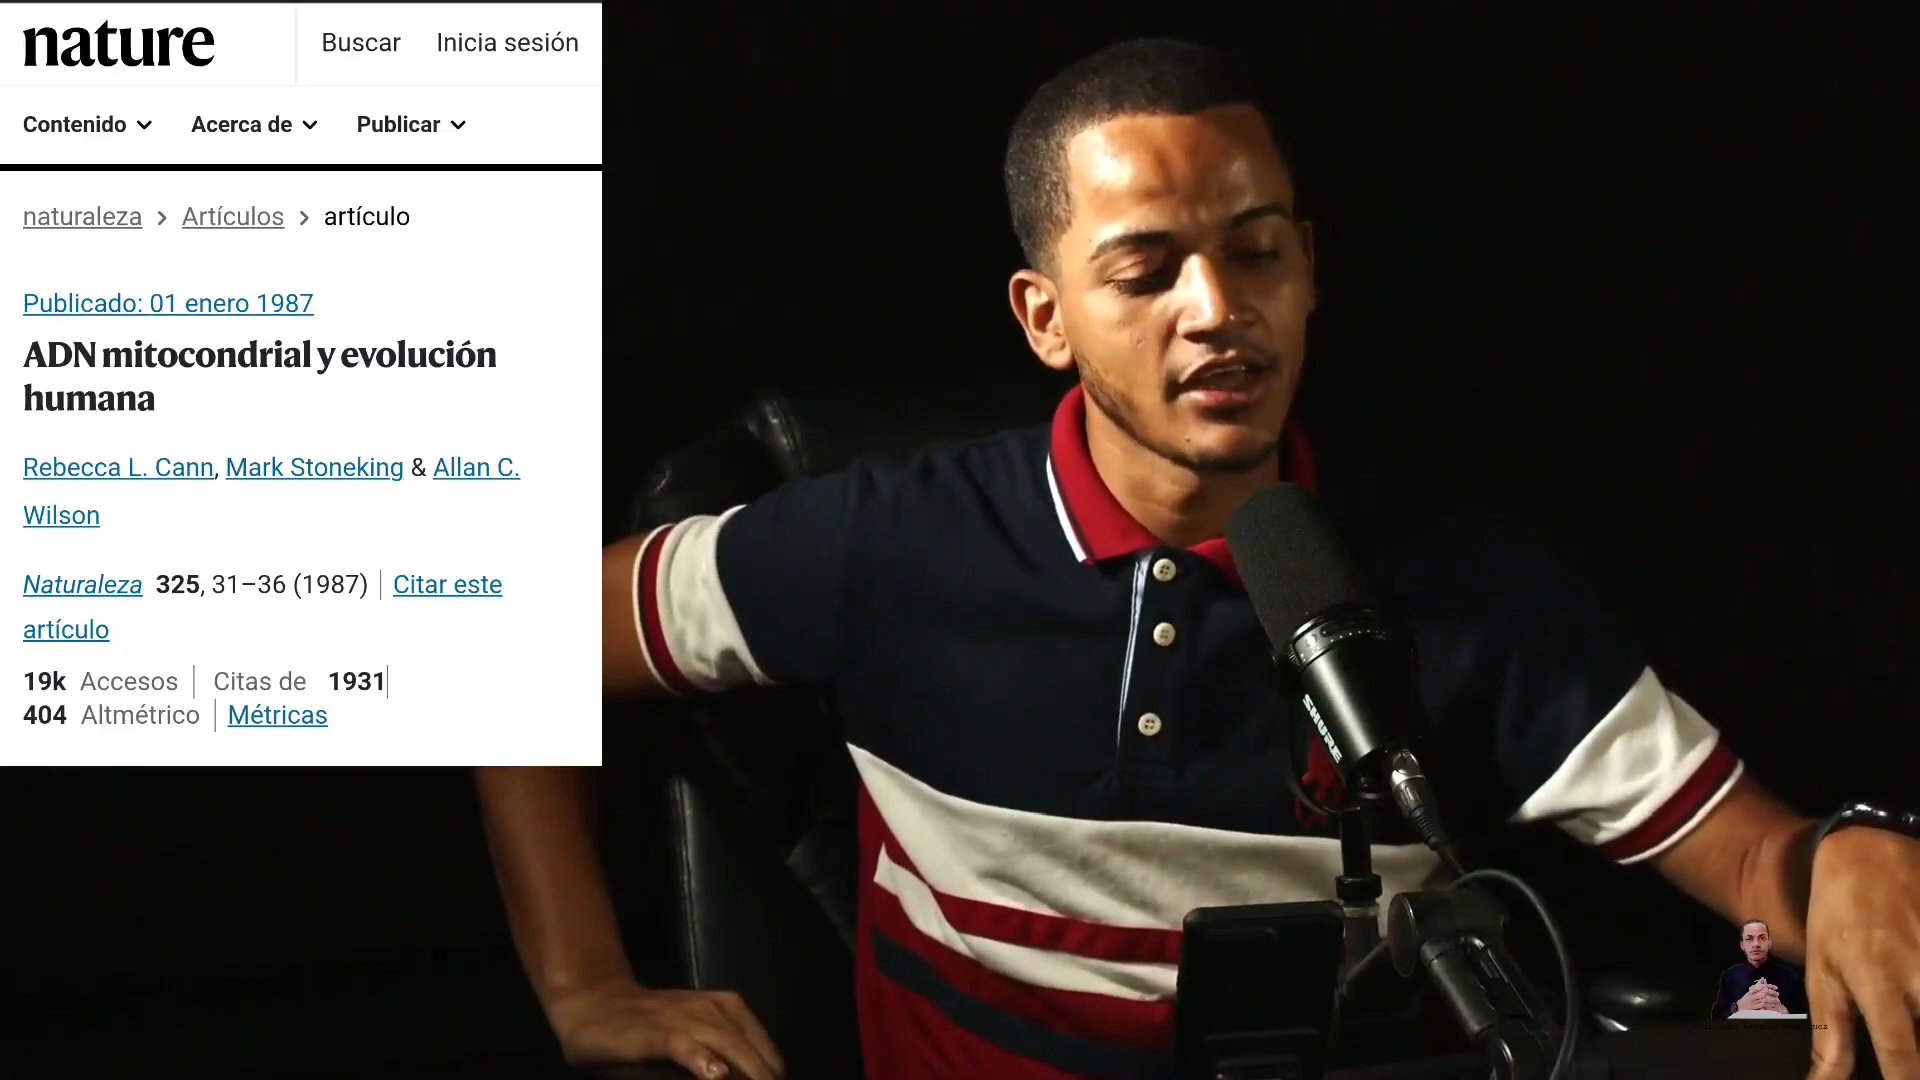 nature
Buscar
Inicia sesión
Contenido
Acerca de
Publicar
naturaleza > Artículos > artículo
Publicado: 01 enero 1987
ADN mitocondrial y evolución
humana
Rebecca L. Cann, Mark Stoneking & Allan C.
Wilson
Naturaleza 325, 31–36 (1987) | Citar este
artículo
19k Accesos | Citas de 1931|
404 Altmétrico | Métricas
SHURE